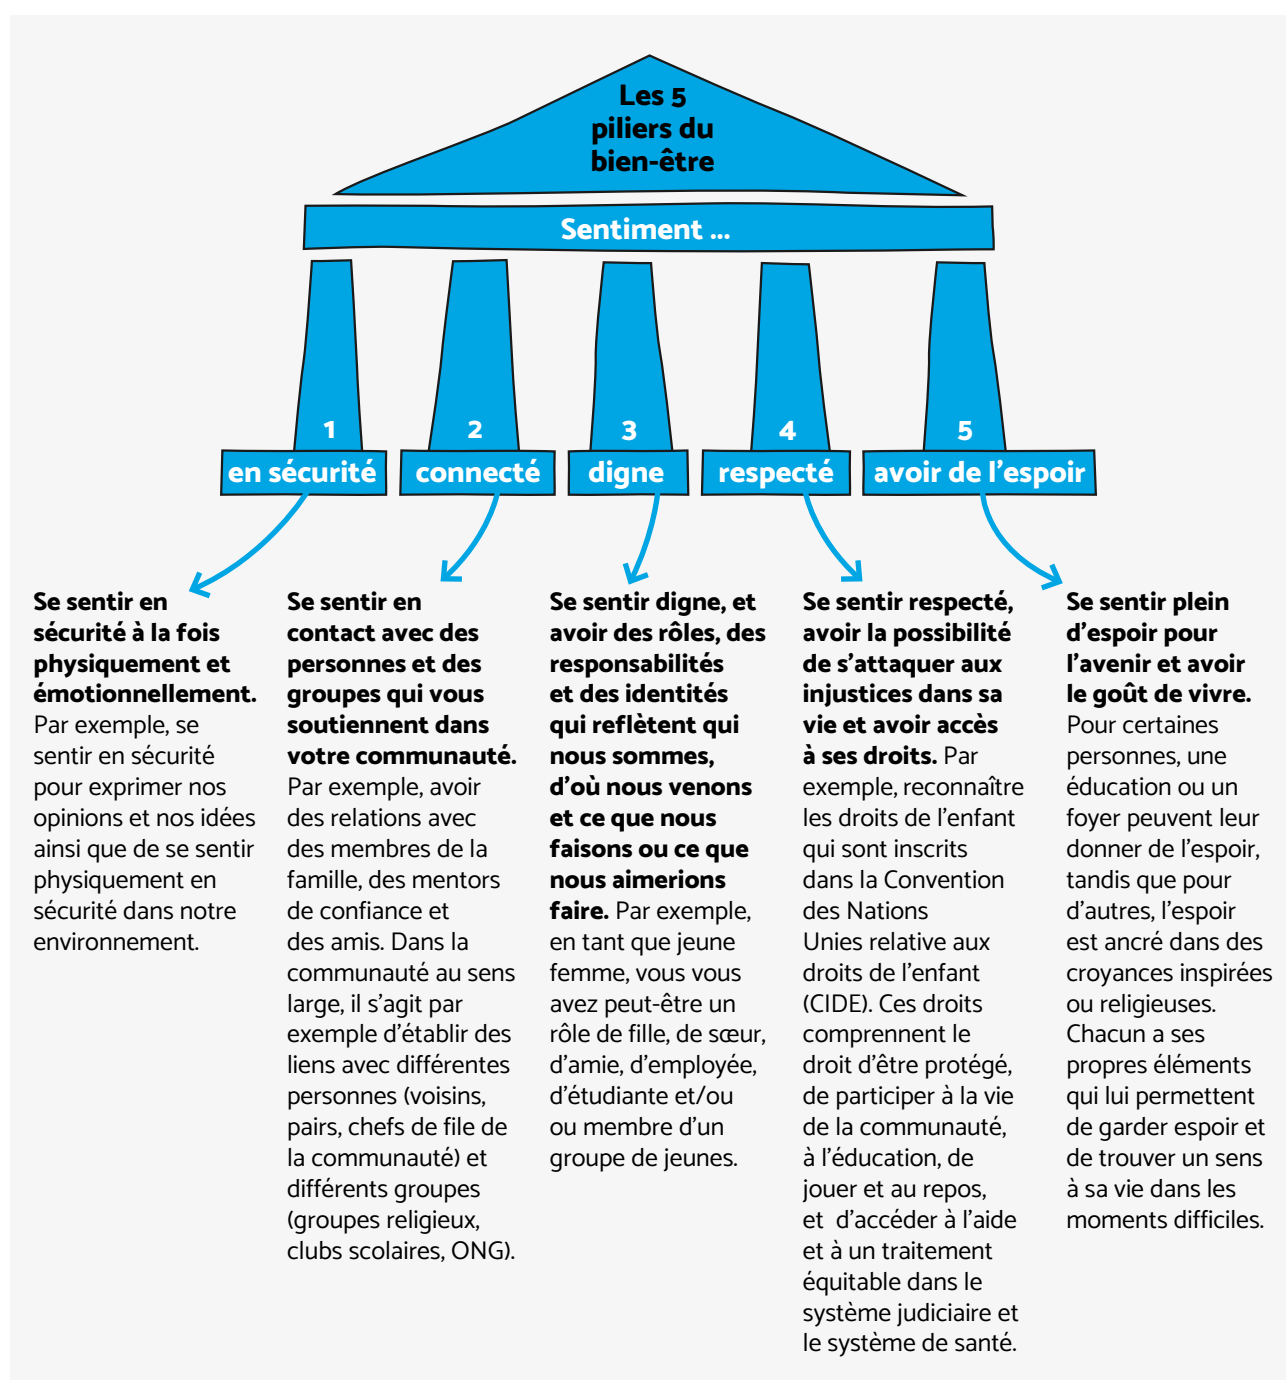 Les 5
piliers du
bien-être
Sentiment ...
1
en sécurité
2
connecté
3
digne
4
respecté
5
avoir de l'espoir
Se sentir en
sécurité à la fois
physiquement et
émotionnellement.
Par exemple, se
sentir en sécurité
pour exprimer nos
opinions et nos idées
ainsi que de se sentir
physiquement en
sécurité dans notre
environnement.
Se sentir en
contact avec des
personnes et des
groupes qui vous
soutiennent dans
votre communauté.
Par exemple, avoir
des relations avec
des membres de la
famille, des mentors
de confiance et
des amis. Dans la
communauté au sens
large, il s'agit par
exemple d'établir des
liens avec différentes
personnes (voisins,
pairs, chefs de file de
la communauté) et
différents groupes
(groupes religieux,
clubs scolaires, ONG).
Se sentir digne, et
avoir des rôles, des
responsabilités
et des identités
qui reflètent qui
nous sommes,
d'où nous venons
et ce que nous
faisons ou ce que
nous aimerions
faire. Par exemple,
en tant que jeune
femme, vous vous
avez peut-être un
rôle de fille, de sœur,
d'amie, d'employée,
d'étudiante et/ou
ou membre d'un
groupe de jeunes.
Se sentir respecté,
avoir la possibilité
de s'attaquer aux
injustices dans sa
vie et avoir accès
à ses droits. Par
exemple, reconnaître
les droits de l'enfant
qui sont inscrits
dans la Convention
des Nations
Unies relative aux
droits de l'enfant
(CIDE). Ces droits
comprennent le
droit d'être protégé,
de participer à la vie
de la communauté,
à l'éducation, de
jouer et au repos,
et d'accéder à l'aide
et à un traitement
équitable dans le
système judiciaire et
le système de santé.
Se sentir plein
d'espoir pour
l'avenir et avoir
le goût de vivre.
Pour certaines
personnes, une
éducation ou un
foyer peuvent leur
donner de l'espoir,
tandis que pour
d'autres, l'espoir
est ancré dans des
croyances inspirées
ou religieuses.
Chacun a ses
propres éléments
qui lui permettent
de garder espoir et
de trouver un sens
à sa vie dans les
moments difficiles.